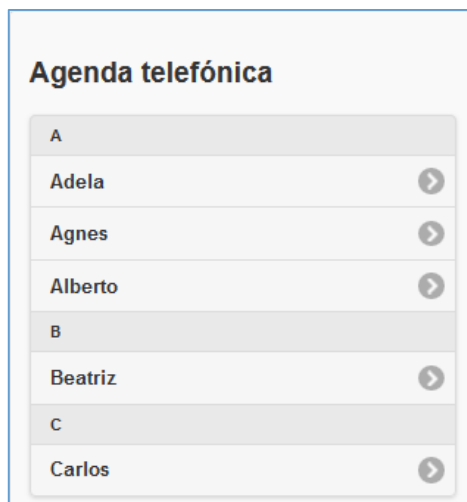 Agenda telefónica
A
Adela
Agnes
Alberto
B
Beatriz
C
Carlos